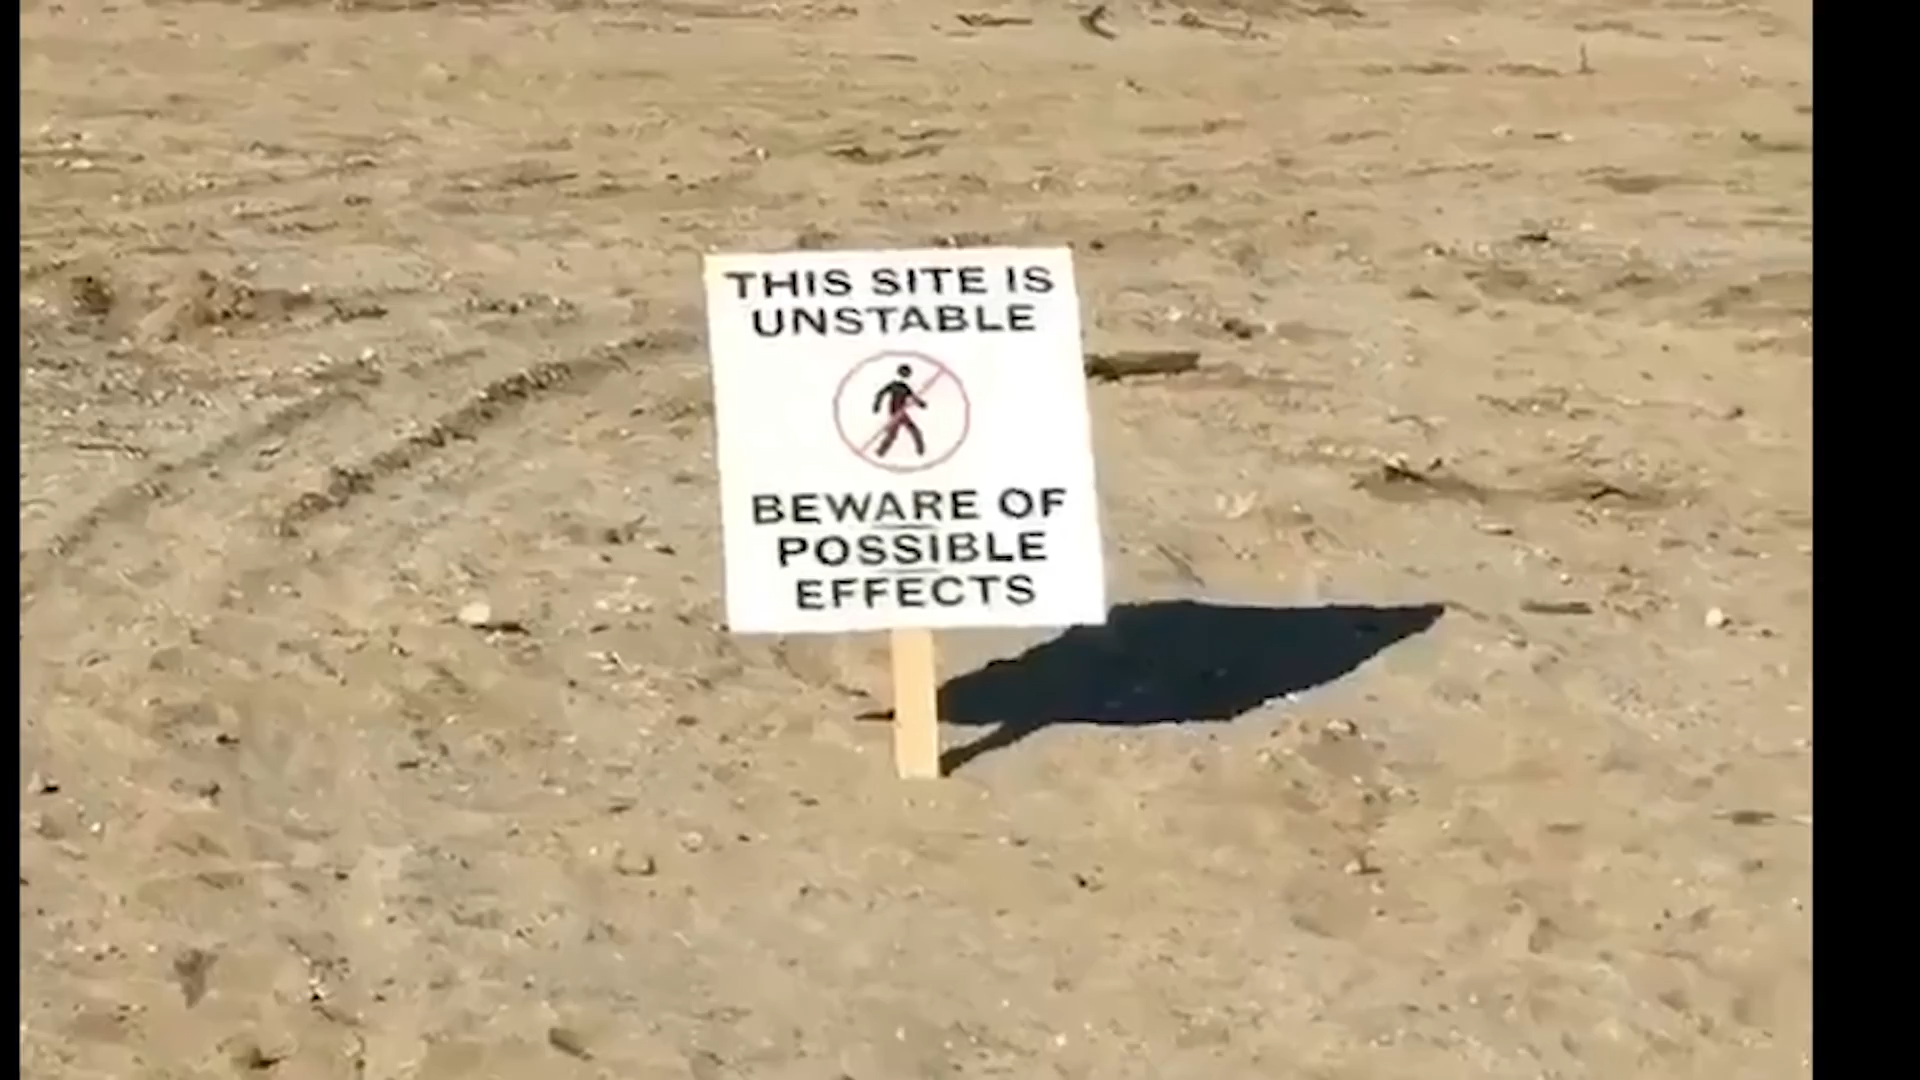 THIS SITE IS
UNSTABLE
BEWARE OF
POSSIBLE
EFFECTS